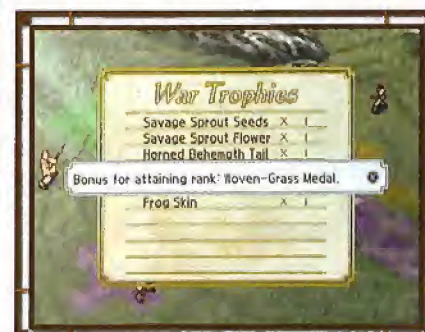 War Trophies
Savage Sprout Seeds X 1
Savage Sprout Flower X 1
Horned Behemoth Tail X 1
Bonus for attaining rank: Woven-Grass Medal.
Frog Skin X 1